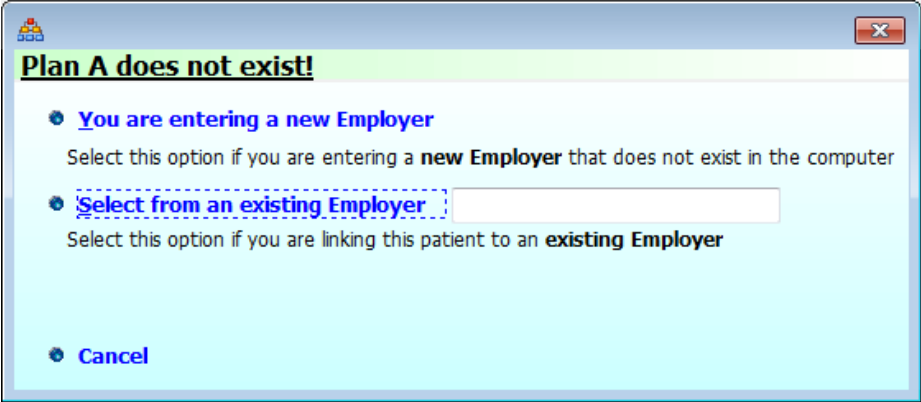 Plan A does not exist!
You are entering a new Employer
Select this option if you are entering a new Employer that does not exist in the computer
Select from an existing Employer
Select this option if you are linking this patient to an existing Employer
Cancel